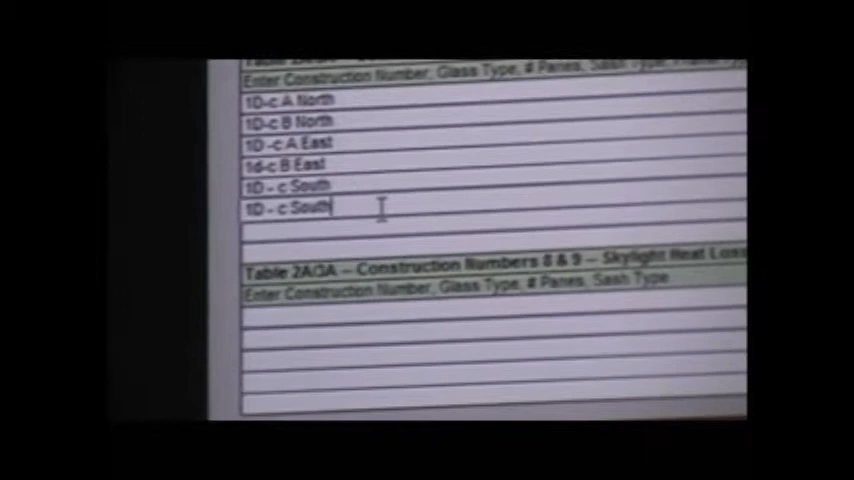 Enter Construction Number, Glass Type, # Panes, Sash Type,
1D-c A North
1D-c B North
1D -c A East
1d-c B East
1D - c South
1D - c South
Table 2A/3A -- Construction Numbers 8 & 9 -- Skylight Heat Loss
Enter Construction Number, Glass Type, # Panes, Sash Type